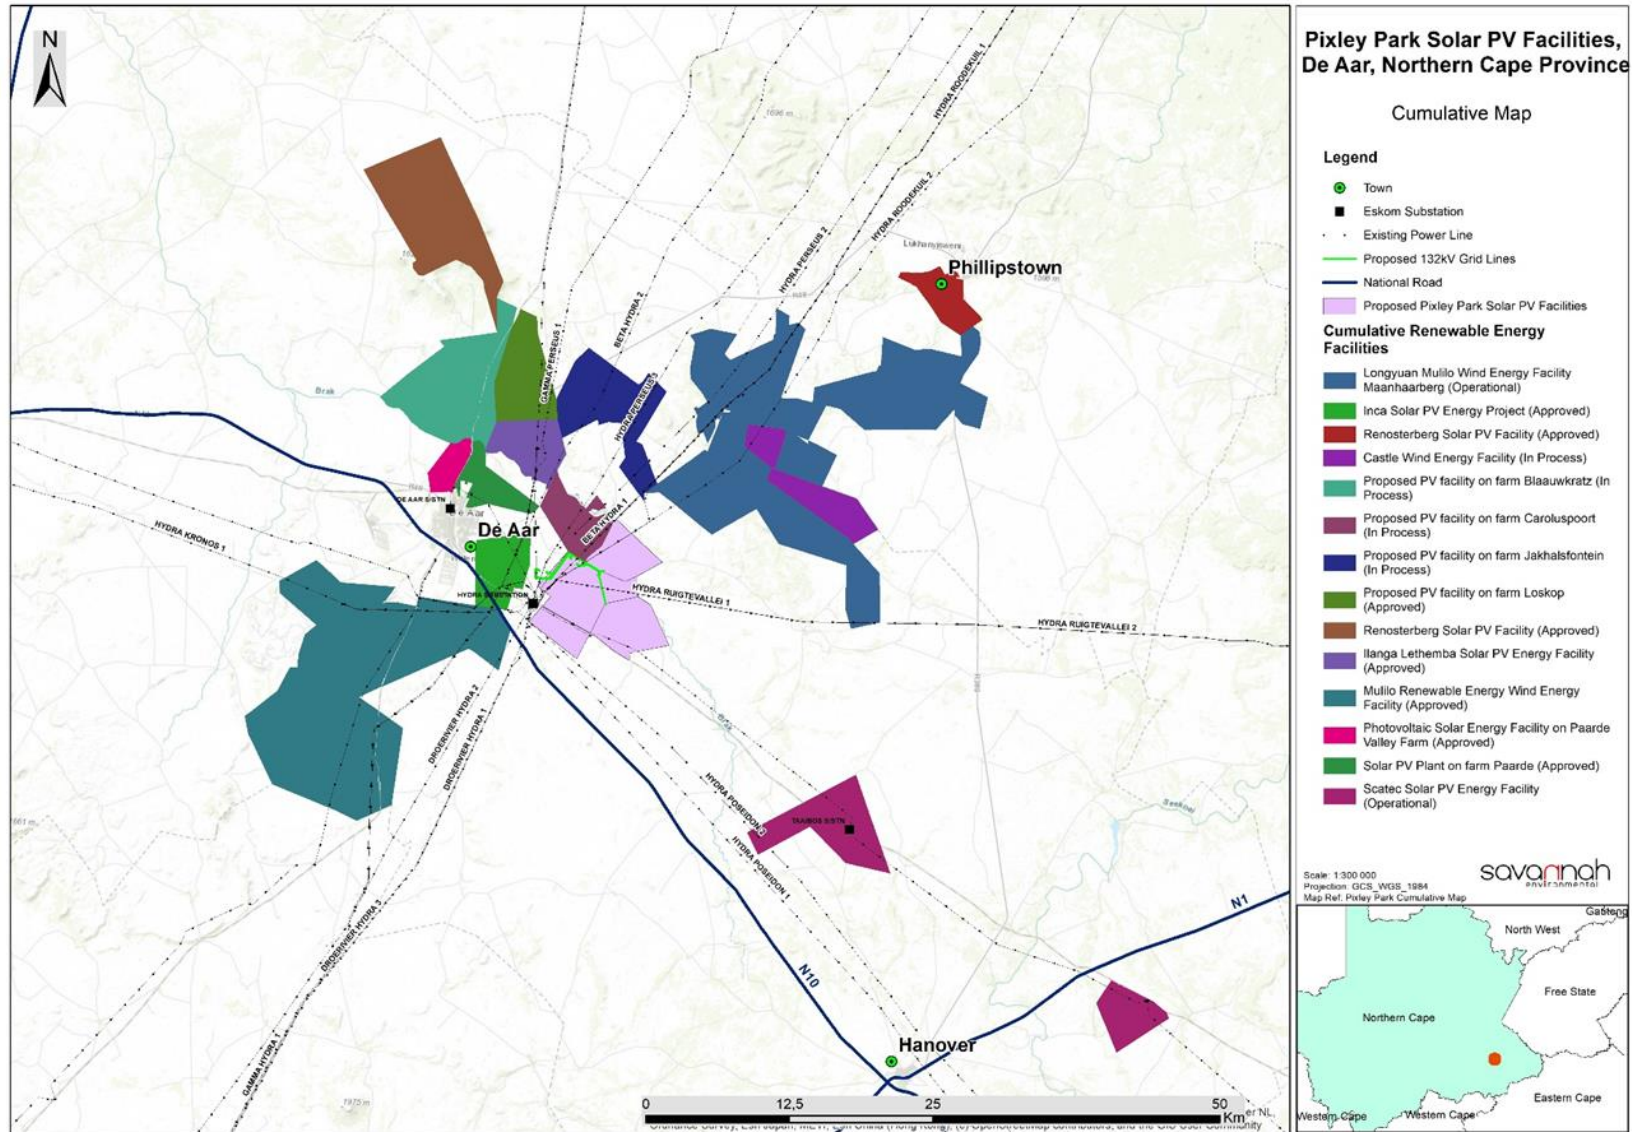 N
1696 m
HYDRA ROODEKUIL 1
HYDRA ROODEKUIL 2
HYDRA PERSEUS 2
BETA HYDRA 2
GAMMA PERSEUS 1
HYDRA PERSEUS 3
Phillipstown
Brak
DE AAR S/STN
De Aar
De Aar
BETA HYDRA 1
HYDRA KRONOS 1
HYDRA RUIGTEVALLEI 1
HYDRA RUIGTEVALLEI 2
DROERIVIER HYDRA 2
DROERIVIER HYDRA 1
Brak
HYDRA POSEIDON 2
HYDRA POSEIDON 1
TAAIBOS S/STN
Seekoei
DROERIVIER HYDRA 3
GAMMA HYDRA 1
1975 m
N10
N1
Hanover
0 12,5 25 50
Km
Pixley Park Solar PV Facilities,
De Aar, Northern Cape Province
Cumulative Map
Legend
Town
Eskom Substation
Existing Power Line
Proposed 132kV Grid Lines
National Road
Proposed Pixley Park Solar PV Facilities
Cumulative Renewable Energy
Facilities
Longyuan Mulilo Wind Energy Facility
Maanhaarberg (Operational)
Inca Solar PV Energy Project (Approved)
Renosterberg Solar PV Facility (Approved)
Castle Wind Energy Facility (In Process)
Proposed PV facility on farm Blaauwkratz (In
Process)
Proposed PV facility on farm Caroluspoort
(In Process)
Proposed PV facility on farm Jakhalsfontein
(In Process)
Proposed PV facility on farm Loskop
(Approved)
Renosterberg Solar PV Facility (Approved)
Ilanga Lethemba Solar PV Energy Facility
(Approved)
Mulilo Renewable Energy Wind Energy
Facility (Approved)
Photovoltaic Solar Energy Facility on Paarde
Valley Farm (Approved)
Solar PV Plant on farm Paarde (Approved)
Scatec Solar PV Energy Facility
(Operational)
savannah
environmental
Scale: 1:300 000
Projection: GCS_WGS_1984
Map Ref: Pixley Park Cumulative Map
Gauteng
North West
Free State
Northern Cape
Eastern Cape
Western Cape
Western Cape